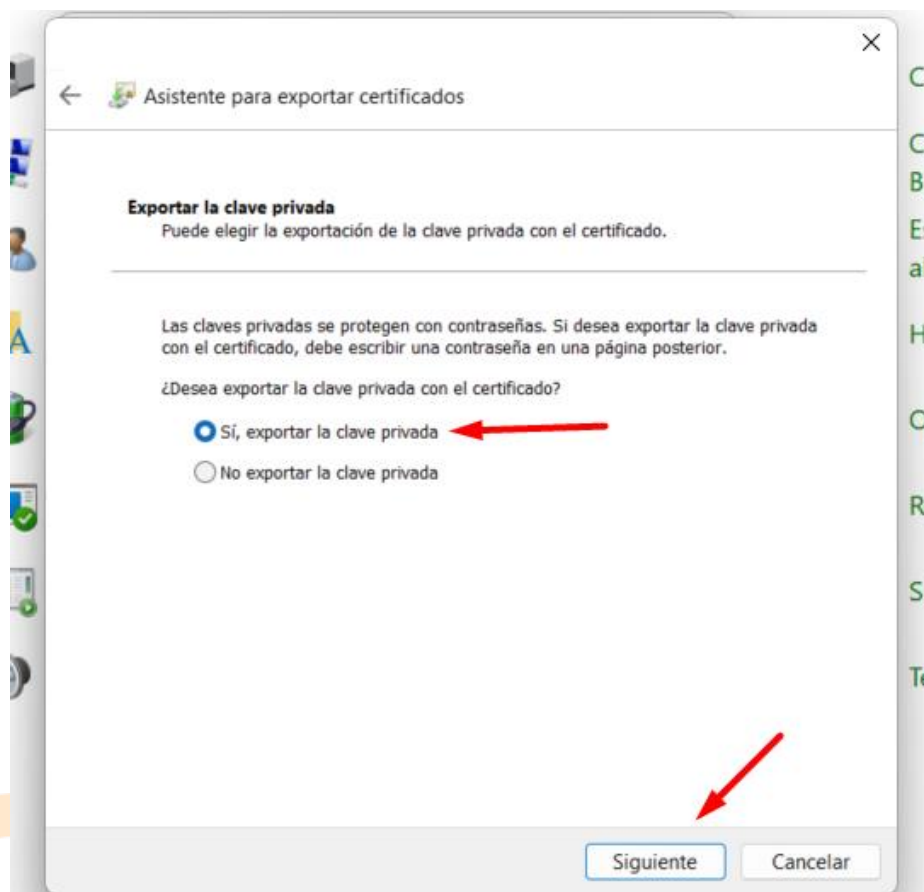 Asistente para exportar certificados
Exportar la clave privada
Puede elegir la exportación de la clave privada con el certificado.
Las claves privadas se protegen con contraseñas. Si desea exportar la clave privada
con el certificado, debe escribir una contraseña en una página posterior.
¿Desea exportar la clave privada con el certificado?
Sí, exportar la clave privada
No exportar la clave privada
Siguiente Cancelar